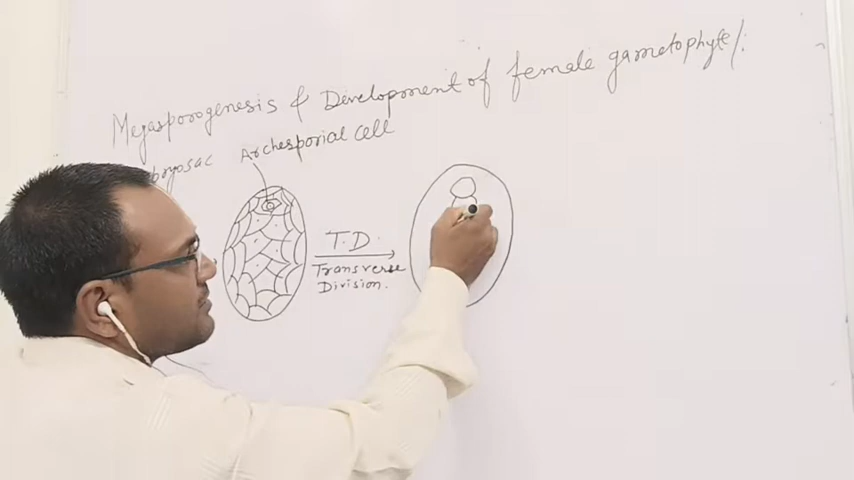 Megasporogenesis & Development of female gametophyte/:
Archesporial cell
T.D
Transverse
Division.